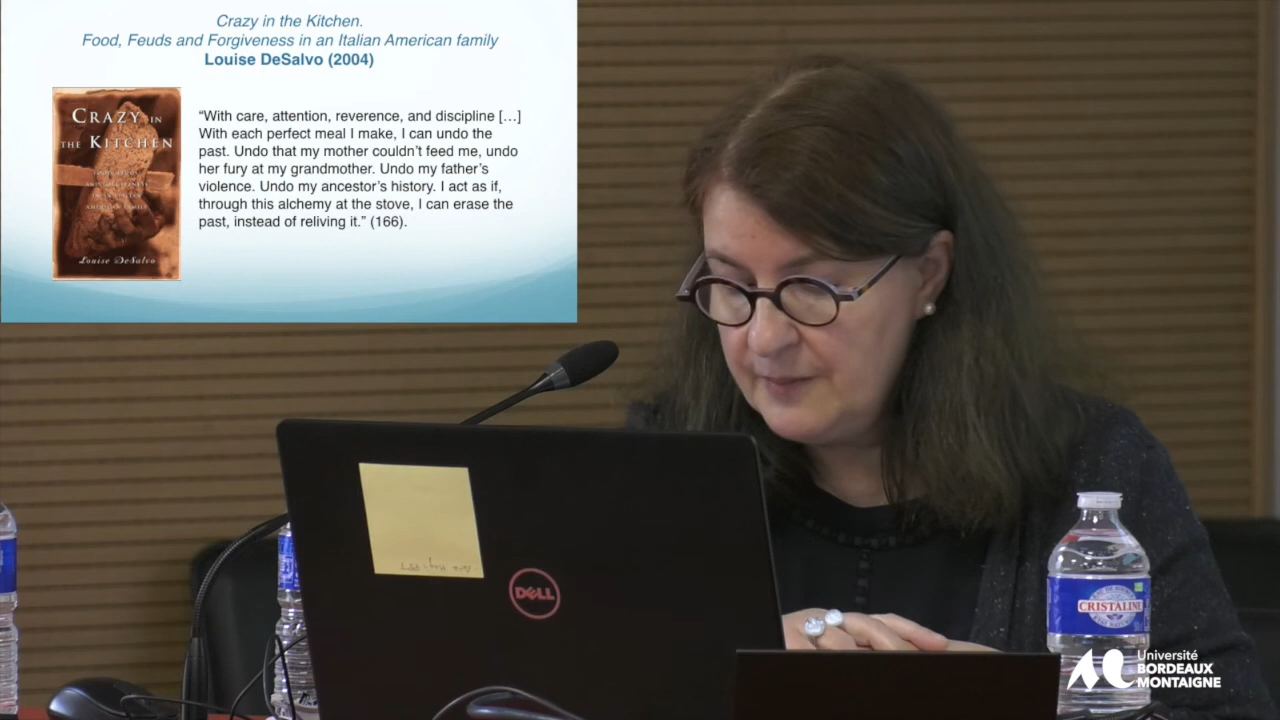 Crazy in the Kitchen.
Food, Feuds and Forgiveness in an Italian American family
Louise DeSalvo (2004)
“With care, attention, reverence, and discipline […]
With each perfect meal I make, I can undo the
past. Undo that my mother couldn’t feed me, undo
her fury at my grandmother. Undo my father’s
violence. Undo my ancestor’s history. I act as if,
through this alchemy at the stove, I can erase the
past, instead of reliving it.” (166).
CRAZY IN
THE KITCHEN
Louise DeSalvo
DELL
CRISTALINE
Université
BORDEAUX
MONTAIGNE